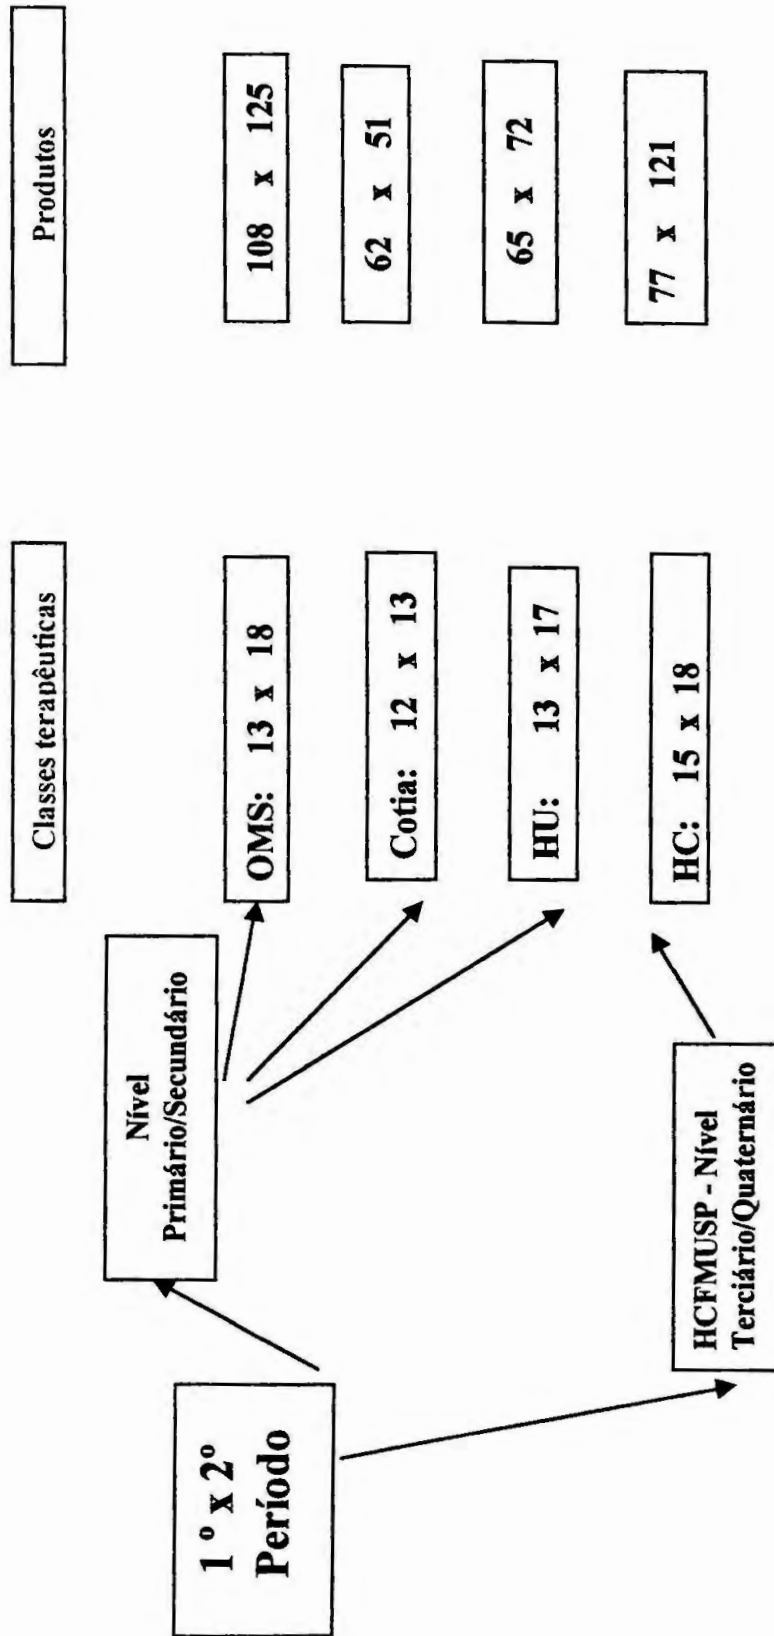 Classes terapêuticas
Produtos
1 º x 2º
Período
Nível
Primário/Secundário
HCFMUSP - Nível
Terciário/Quaternário
OMS: 13 x 18
108 x 125
Cotia: 12 x 13
62 x 51
HU: 13 x 17
65 x 72
HC: 15 x 18
77 x 121